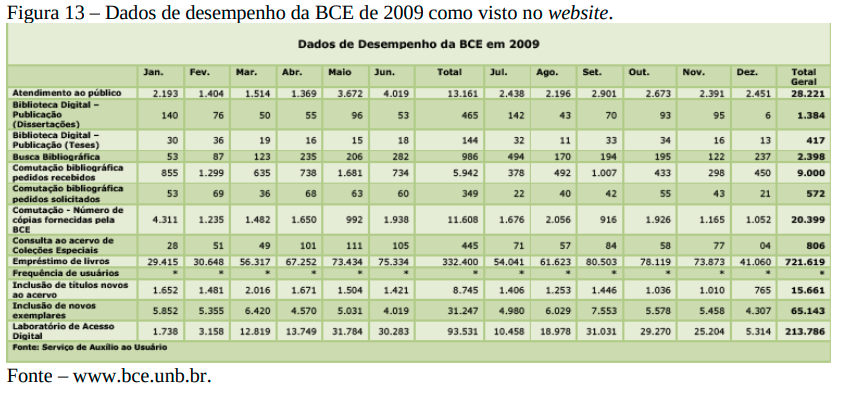 Figura 13 – Dados de desempenho da BCE de 2009 como visto no website.
Dados de Desempenho da BCE em 2009
Jan. Fev. Mar. Abr. Maio Jun. Total Jul. Ago. Set. Out. Nov. Dez. Total
Geral
Atendimento ao público 2.193 1.404 1.514 1.369 3.672 4.019 13.161 2.438 2.196 2.901 2.673 2.391 2.451 28.221
Biblioteca Digital –
Publicação 140 76 50 55 96 53 465 142 43 70 93 95 6 1.384
(Dissertações)
Biblioteca Digital –
Publicação (Teses) 30 36 19 16 15 18 144 32 11 33 34 16 13 417
Busca Bibliográfica 53 87 123 235 206 282 986 494 170 194 195 122 237 2.398
Comutação bibliográfica
pedidos recebidos 855 1.299 635 738 1.681 734 5.942 378 492 1.007 433 298 450 9.000
Comutação bibliográfica
pedidos solicitados 53 69 36 68 63 60 349 22 40 42 55 43 21 572
Comutação - Número de
cópias fornecidas pela 4.311 1.235 1.482 1.650 992 1.938 11.608 1.676 2.056 916 1.926 1.165 1.052 20.399
BCE
Consulta ao acervo de
Coleções Especiais 28 51 49 101 111 105 445 71 57 84 58 77 04 806
Empréstimo de livros 29.415 30.648 56.317 67.252 73.434 75.334 332.400 54.041 61.623 80.503 78.119 73.873 41.060 721.619
Frequência de usuários * * * * * * * * * * * * * *
Inclusão de títulos novos
ao acervo 1.652 1.481 2.016 1.671 1.504 1.421 8.745 1.406 1.253 1.446 1.036 1.010 765 15.661
Inclusão de novos
exemplares 5.852 5.355 6.420 4.570 5.031 4.019 31.247 4.980 6.029 7.553 5.578 5.458 4.307 65.143
Laboratório de Acesso
Digital 1.738 3.158 12.819 13.749 31.784 30.283 93.531 10.458 18.978 31.031 29.270 25.204 5.314 213.786
Fonte: Serviço de Auxílio ao Usuário
Fonte – www.bce.unb.br.